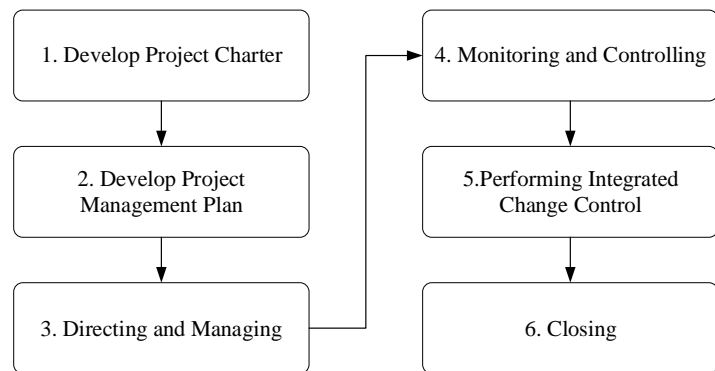 1. Develop Project Charter
2. Develop Project
Management Plan
3. Directing and Managing
4. Monitoring and Controlling
5.Performing Integrated
Change Control
6. Closing